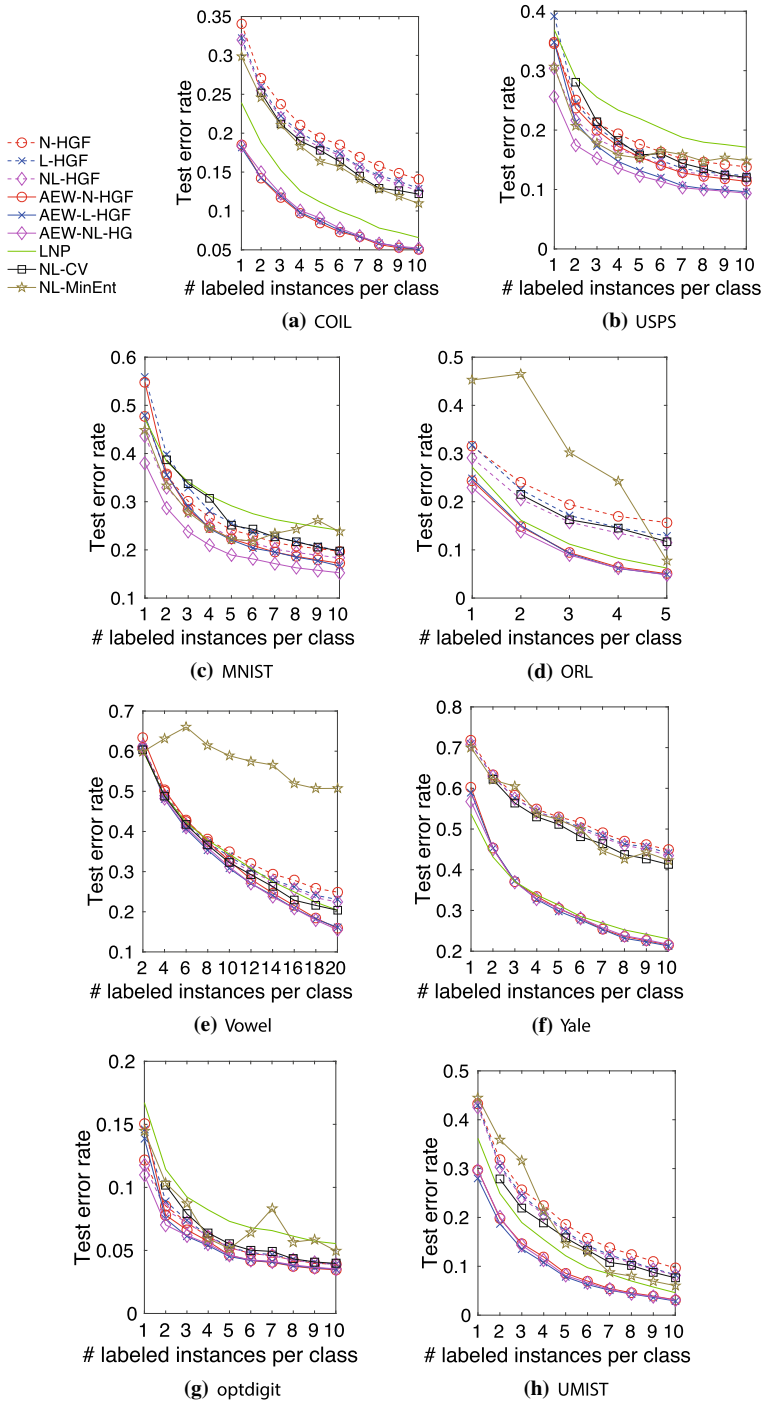 N-HGF
L-HGF
NL-HGF
AEW-N-HGF
AEW-L-HGF
AEW-NL-HG
LNP
NL-CV
NL-MinEnt
Test error rate
0.35
0.3
0.25
0.2
0.15
0.1
0.05
1 2 3 4 5 6 7 8 9 10
# labeled instances per class
(a) COIL
Test error rate
0.4
0.3
0.2
0.1
0
1 2 3 4 5 6 7 8 9 10
# labeled instances per class
(b) USPS
Test error rate
0.6
0.5
0.4
0.3
0.2
0.1
1 2 3 4 5 6 7 8 9 10
# labeled instances per class
(c) MNIST
Test error rate
0.5
0.4
0.3
0.2
0.1
0
1 2 3 4 5
# labeled instances per class
(d) ORL
Test error rate
0.7
0.6
0.5
0.4
0.3
0.2
0.1
2 4 6 8 10 12 14 16 18 20
# labeled instances per class
(e) Vowel
Test error rate
0.8
0.7
0.6
0.5
0.4
0.3
0.2
1 2 3 4 5 6 7 8 9 10
# labeled instances per class
(f) Yale
Test error rate
0.2
0.15
0.1
0.05
0
1 2 3 4 5 6 7 8 9 10
# labeled instances per class
(g) optdigit
Test error rate
0.5
0.4
0.3
0.2
0.1
0
1 2 3 4 5 6 7 8 9 10
# labeled instances per class
(h) UMIST